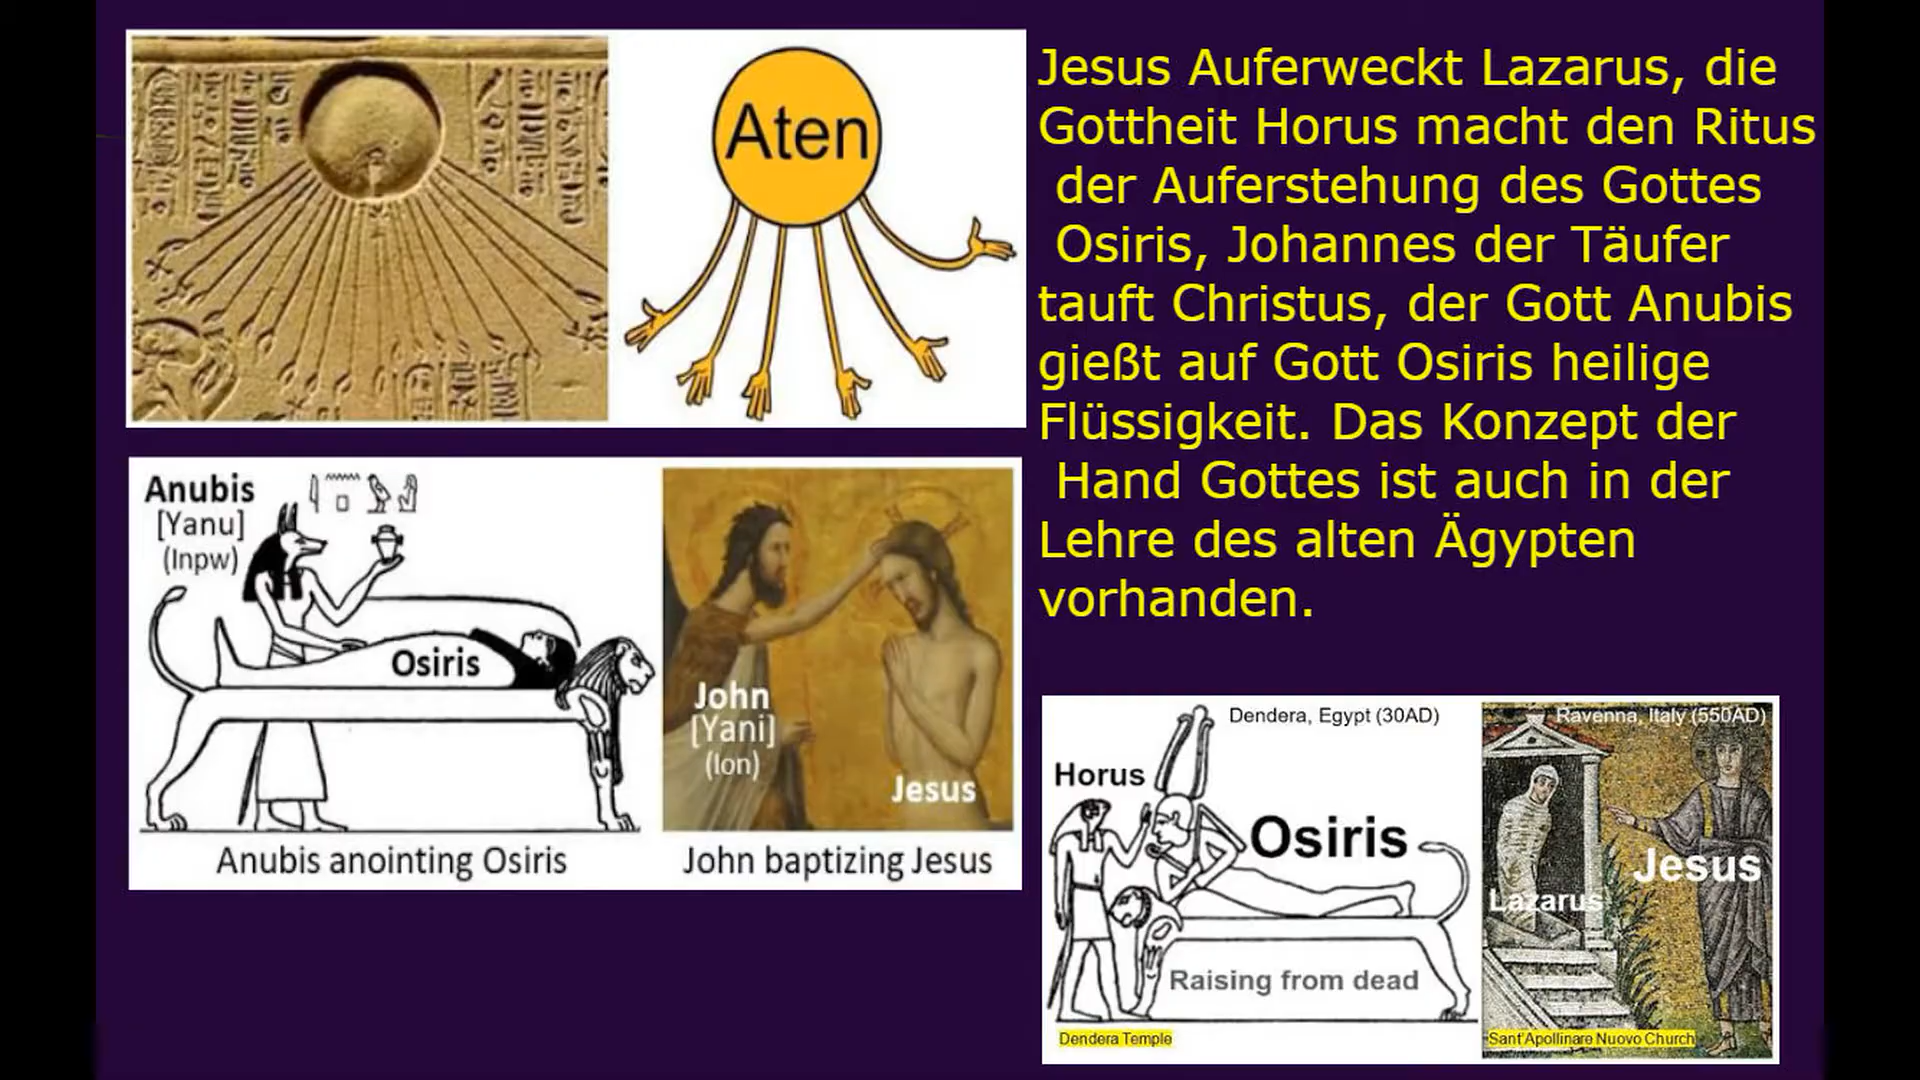 Aten
Jesus Auferweckt Lazarus, die
Gottheit Horus macht den Ritus
der Auferstehung des Gottes
Osiris, Johannes der Täufer
tauft Christus, der Gott Anubis
gießt auf Gott Osiris heilige
Flüssigkeit. Das Konzept der
Hand Gottes ist auch in der
Lehre des alten Ägypten
vorhanden.
Anubis
[Yanu]
(Inpw)
Osiris
Anubis anointing Osiris
John
[Yani]
(Ion)
Jesus
John baptizing Jesus
Dendera, Egypt (30AD)
Horus
Osiris
Raising from dead
Dendera Temple
Ravenna, Italy (550AD)
Jesus
Lazarus
Sant'Apollinare Nuovo Church